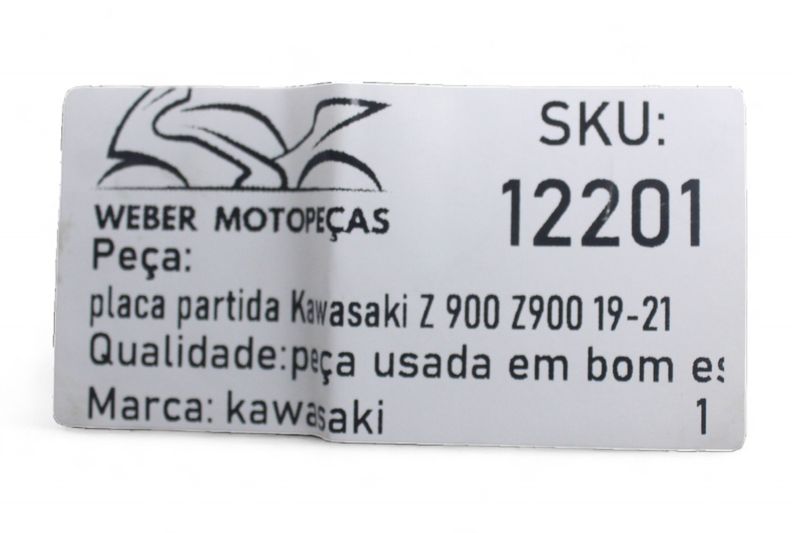 SKU:
12201
WEBER MOTOPEÇAS
Peça:
placa partida Kawasaki Z 900 Z900 19-21
Qualidade:peça usada em bom es
Marca: kawasaki 1